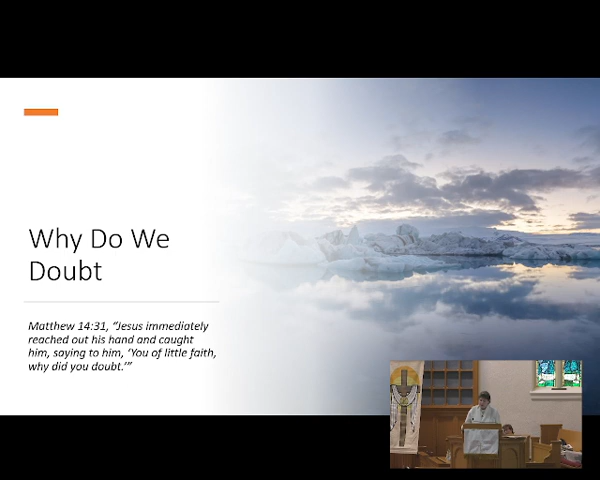 Why Do We
Doubt
Matthew 14:31, “Jesus immediately
reached out his hand and caught
him, saying to him, ‘You of little faith,
why did you doubt.’”